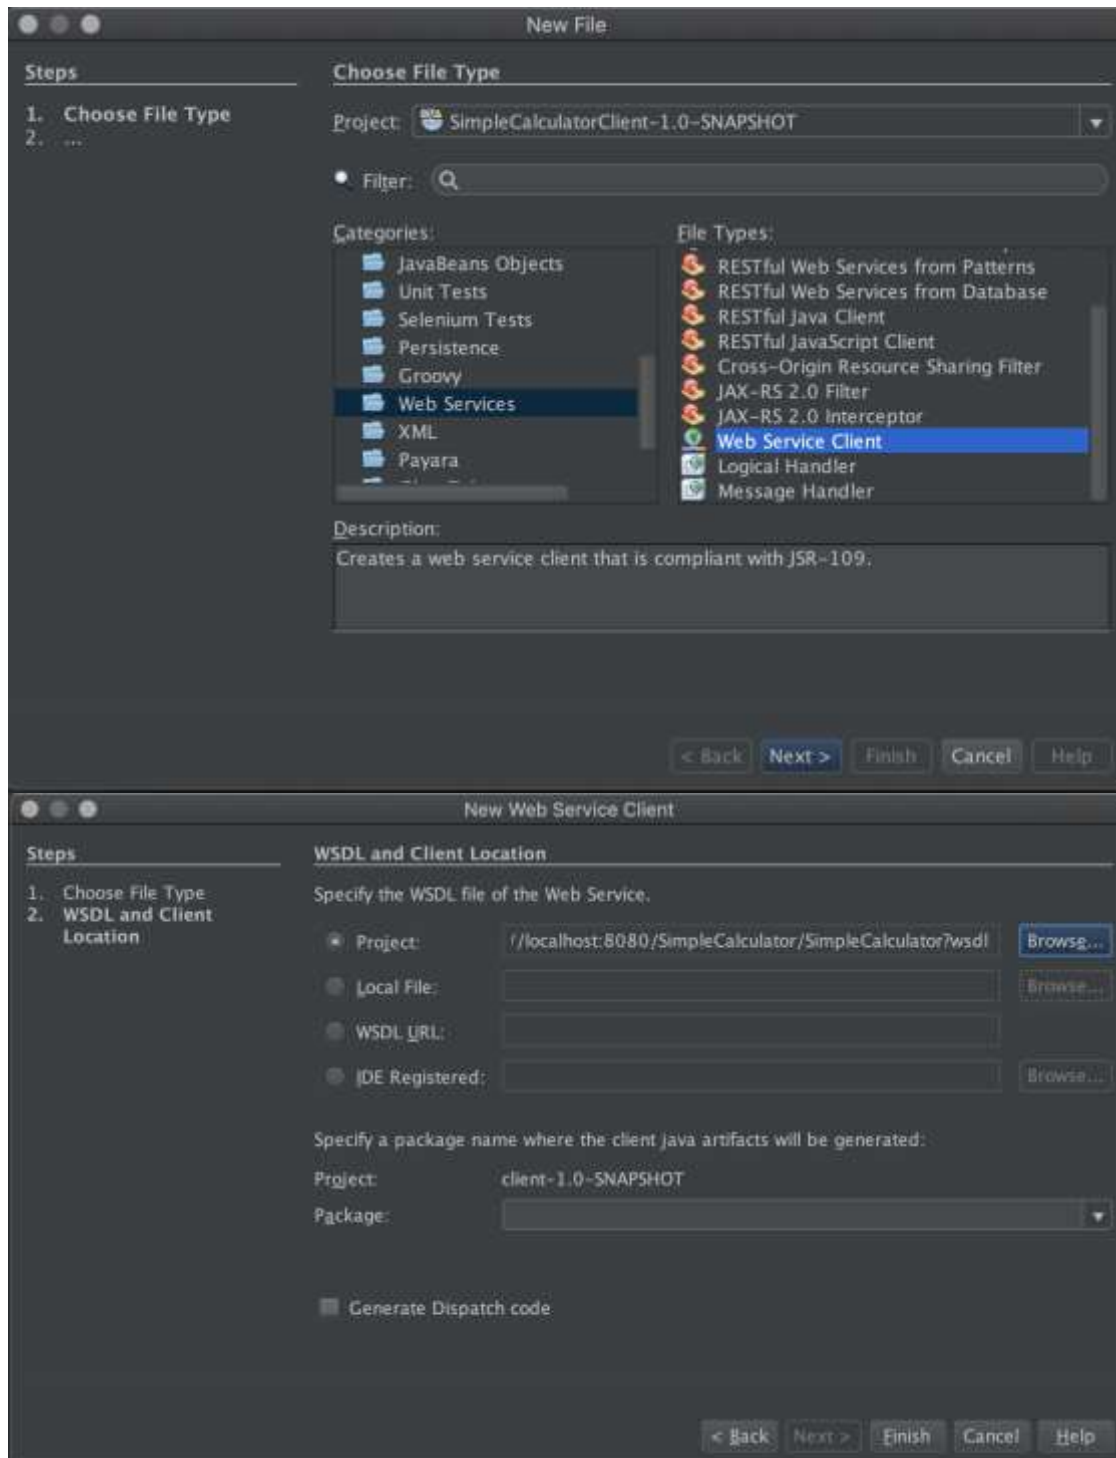 New File
Steps
1. Choose File Type
2. ...
Choose File Type
Project: SimpleCalculatorClient-1.0-SNAPSHOT
Filter:
Categories:
JavaBeans Objects
Unit Tests
Selenium Tests
Persistence
Groovy
Web Services
XML
Payara
File Types:
RESTful Web Services from Patterns
RESTful Web Services from Database
RESTful Java Client
RESTful JavaScript Client
Cross-Origin Resource Sharing Filter
JAX-RS 2.0 Filter
JAX-RS 2.0 Interceptor
Web Service Client
Logical Handler
Message Handler
Description:
Creates a web service client that is compliant with JSR-109.
< Back Next > Finish Cancel Help
New Web Service Client
Steps
1. Choose File Type
2. WSDL and Client
Location
WSDL and Client Location
Specify the WSDL file of the Web Service.
Project: //localhost:8080/SimpleCalculator/SimpleCalculator?wsdl Browse...
Local File: Browse...
WSDL URL:
IDE Registered: Browse...
Specify a package name where the client java artifacts will be generated:
Project: client-1.0-SNAPSHOT
Package:
Generate Dispatch code
< Back Next > Finish Cancel Help